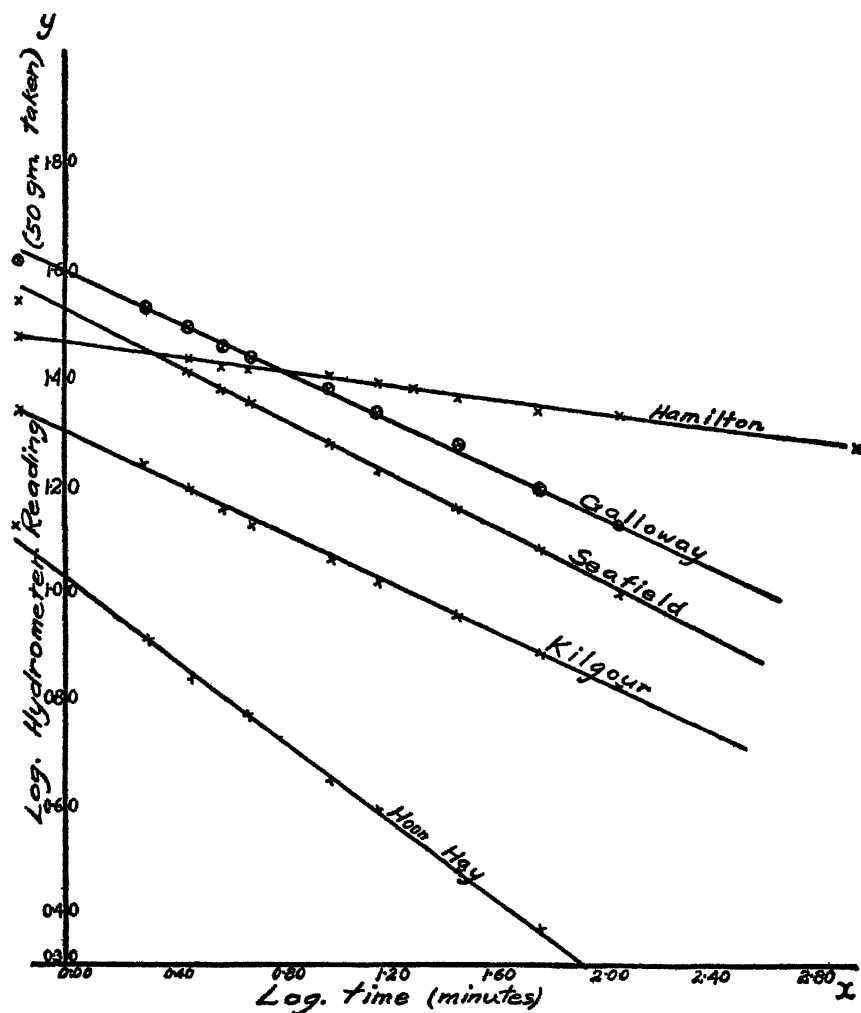 y
Log. Hydrometer. Reading (50 gm. taken)
1·80
1·60
1·40
1·20
1·00
0·80
0·60
0·40
0·30
Hamilton
Galloway
Seafield
Kilgour
Hoon Hay
0·00 0·40 0·80 1·20 1·60 2·00 2·40 2·80 x
Log. time (minutes)